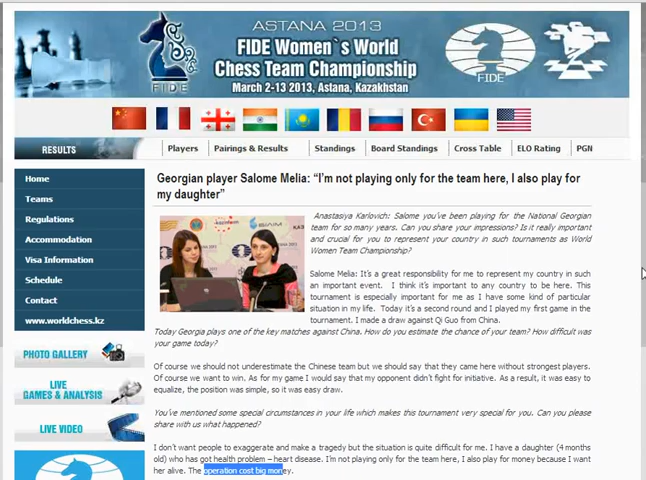 ASTANA 2013
FIDE Women`s World
Chess Team Championship
March 2-13 2013, Astana, Kazakhstan
FIDE
FIDE
RESULTS
Players
Pairing & Results
Standings
Board Standings
Cross Table
ELO Rating
PGN
Home
Teams
Regulations
Accommodation
Visa Information
Schedule
Contact
www.worldchess.kz
PHOTO GALLERY
LIVE
GAMES & ANALYSIS
LIVE VIDEO
Georgian player Salome Melia: “I’m not playing only for the team here, I also play for
my daughter”
Anastasiya Karlovich: Salome you’ve been playing for the National Georgian
team for so many years. Can you share your impressions? Is it really important
and crucial for you to represent your country in such tournaments as World
Women Team Championship?
Salome Melia: It’s a great responsibility for me to represent my country in such
an important event. I think it’s important to any country to be here. This
tournament is especially important for me as I have some kind of particular
situation in my life. Today it’s a second round and I played my first game in the
tournament. I made a draw against Qi Guo from China.
Today Georgia plays one of the key matches against China. How do you estimate the chance of your team? How difficult was
your game today?
Of course we should not underestimate the Chinese team but we should say that they came here without strongest players.
Of course we want to win. As for my game I would say that my opponent didn’t fight for initiative. As a result, it was easy to
equalize, the position was simple, so it was easy draw.
You’ve mentioned some special circumstances in your life which makes this tournament very special for you. Can you please
share with us what happened?
I don’t want people to exaggerate and make a tragedy but the situation is quite difficult for me. I have a daughter (4 months
old) who has got health problem – heart disease. I’m not playing only for the team here, I also play for money because I want
her alive. The operation cost big money.